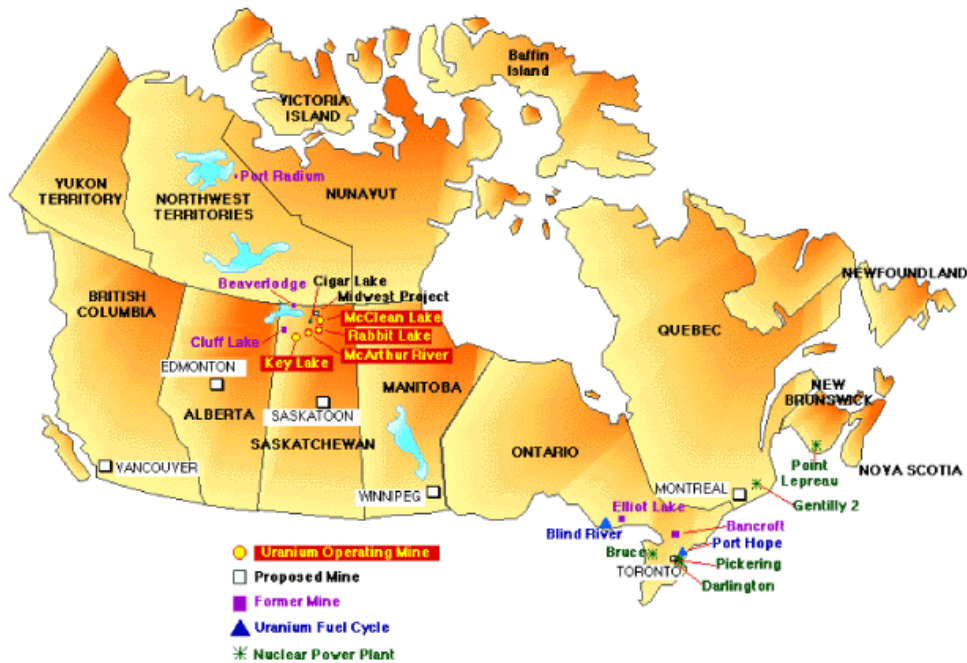 Baffin
Island
VICTORIA
ISLAND
Port Radium
YUKON
TERRITORY
NORTHWEST
TERRITORIES
NUNAVUT
Beaverlodge
Cigar Lake
Midwest Project
NEWFOUNDLAND
BRITISH
COLUMBIA
McClean Lake
QUEBEC
Cluff Lake
Rabbit Lake
Key Lake
McArthur River
EDMONTON
MANITOBA
NEW
BRUNSWICK
ALBERTA
SASKATOON
SASKATCHEWAN
ONTARIO
VANCOUVER
WINNIPEG
Point
Lepreau
NOVA SCOTIA
MONTREAL
Gentilly 2
Elliot Lake
Blind River
Bancroft
Bruce
Port Hope
TORONTO
Pickering
Darlington
Uranium Operating Mine
Proposed Mine
Former Mine
Uranium Fuel Cycle
Nuclear Power Plant